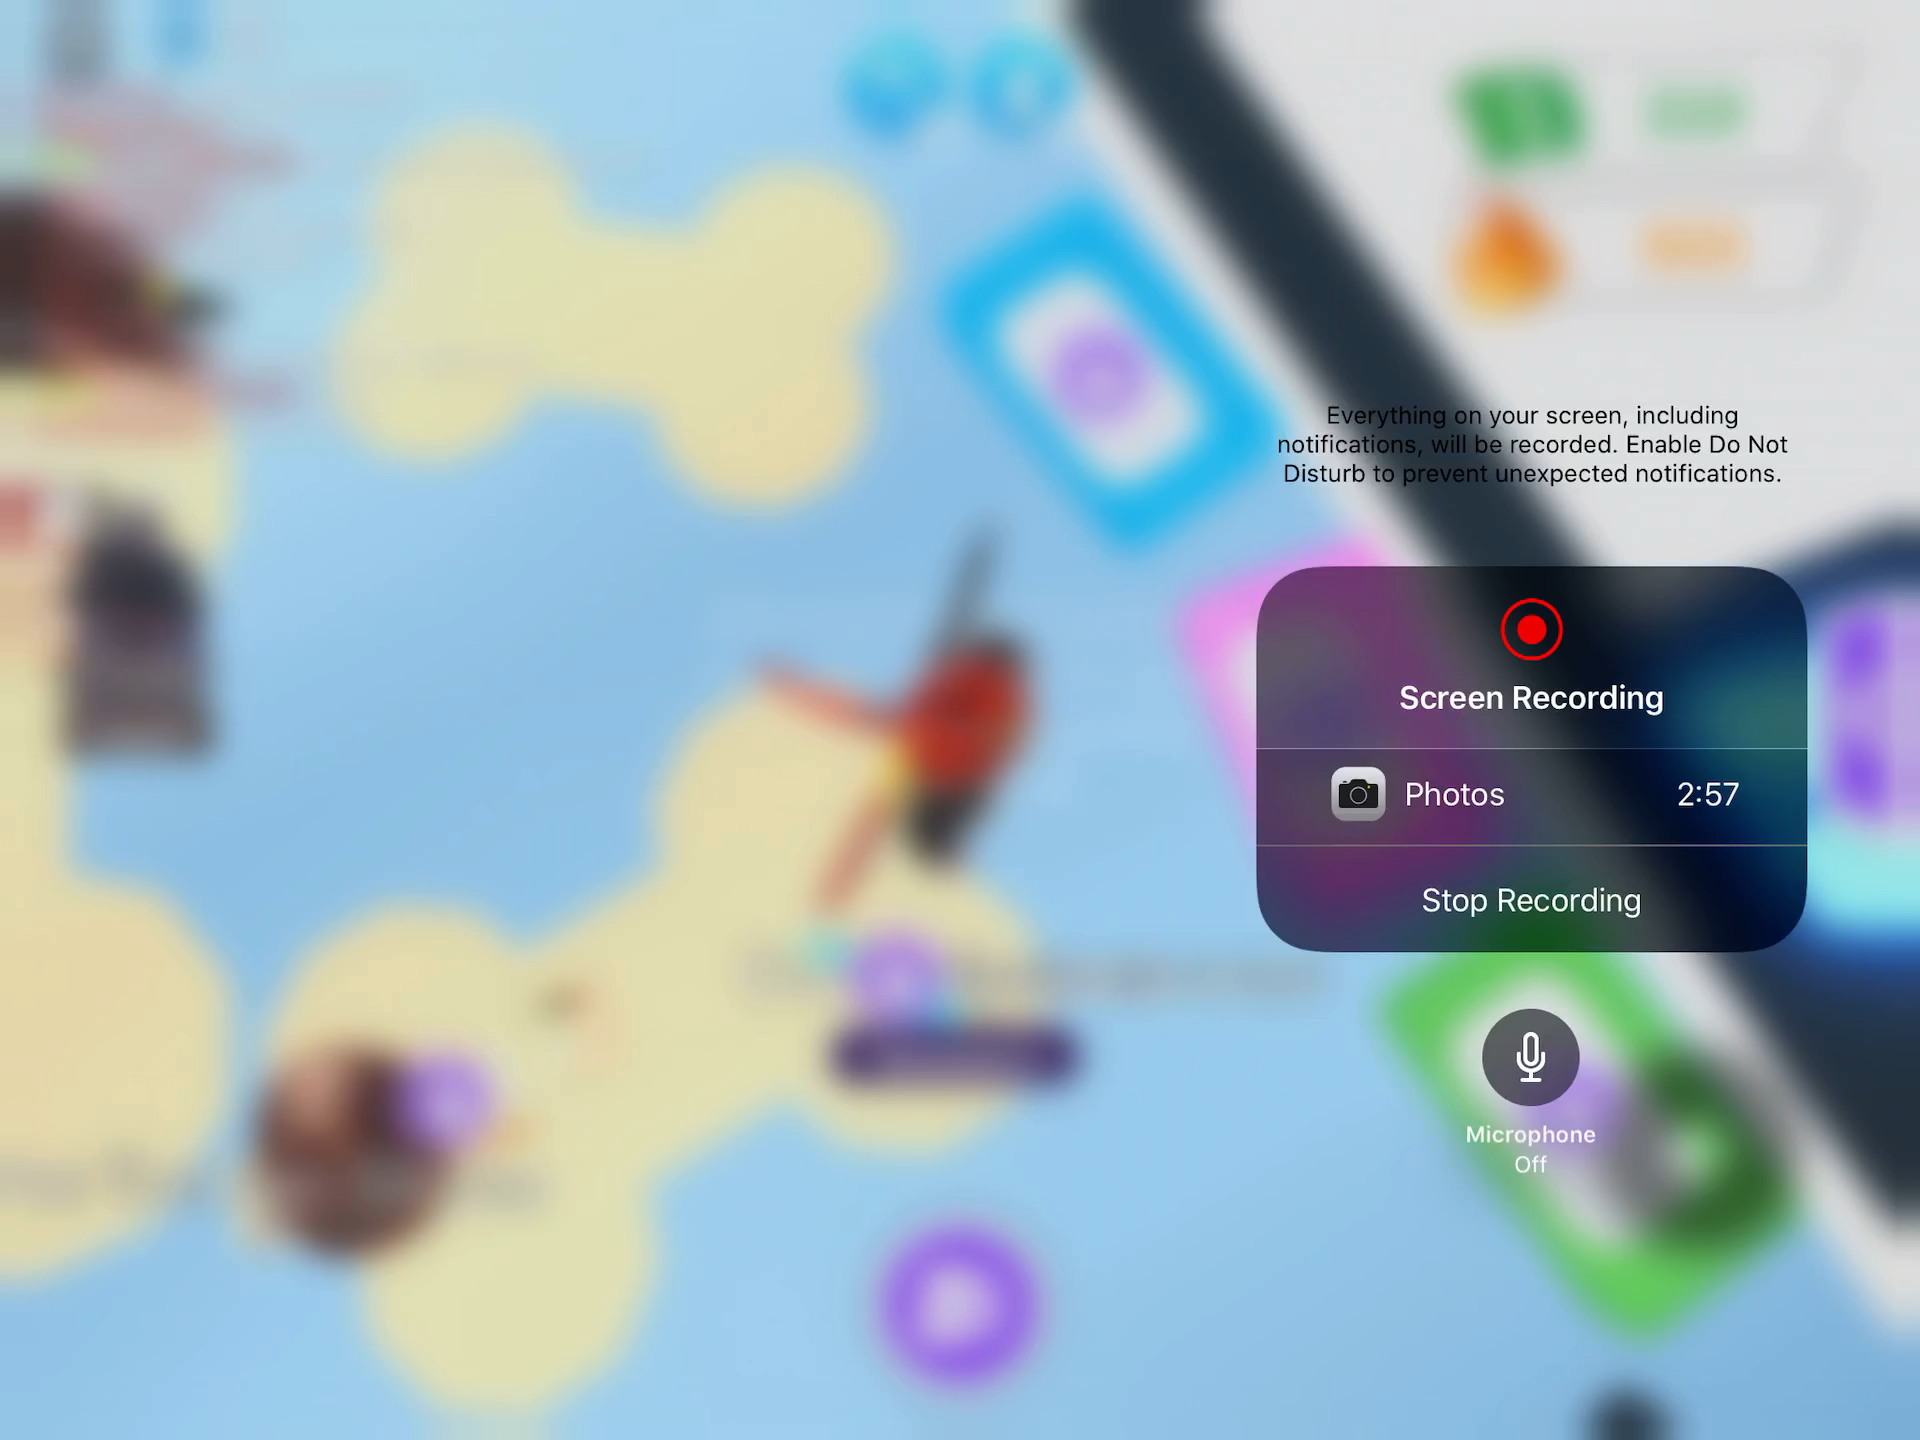 Everything on your screen, including
notifications, will be recorded. Enable Do Not
Disturb to prevent unexpected notifications.
Screen Recording
Photos 2:57
Stop Recording
Microphone
Off